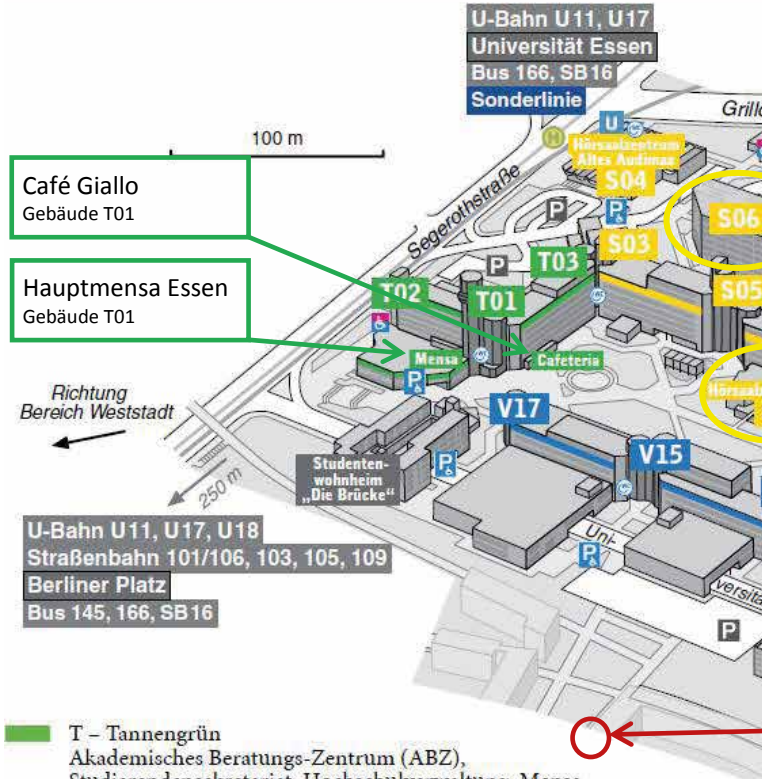 U-Bahn U11, U17
Universität Essen
Bus 166, SB16
Sonderlinie
100 m
U
H
Hörsaalzentrum
Altes Audimax
S04
Café Giallo
Gebäude T01
Segerothstraße
P
P
S06
S03
T03
P
Hauptmensa Essen
Gebäude T01
T02
T01
S05
Mensa
Cafeteria
P
Richtung
Bereich Weststadt
V17
V15
Studenten-
wohnheim
„Die Brücke“
P
250 m
U-Bahn U11, U17, U18
Straßenbahn 101/106, 103, 105, 109
Berliner Platz
Bus 145, 166, SB16
Uni-
P
P
T – Tannengrün
Akademisches Beratungs-Zentrum (ABZ),